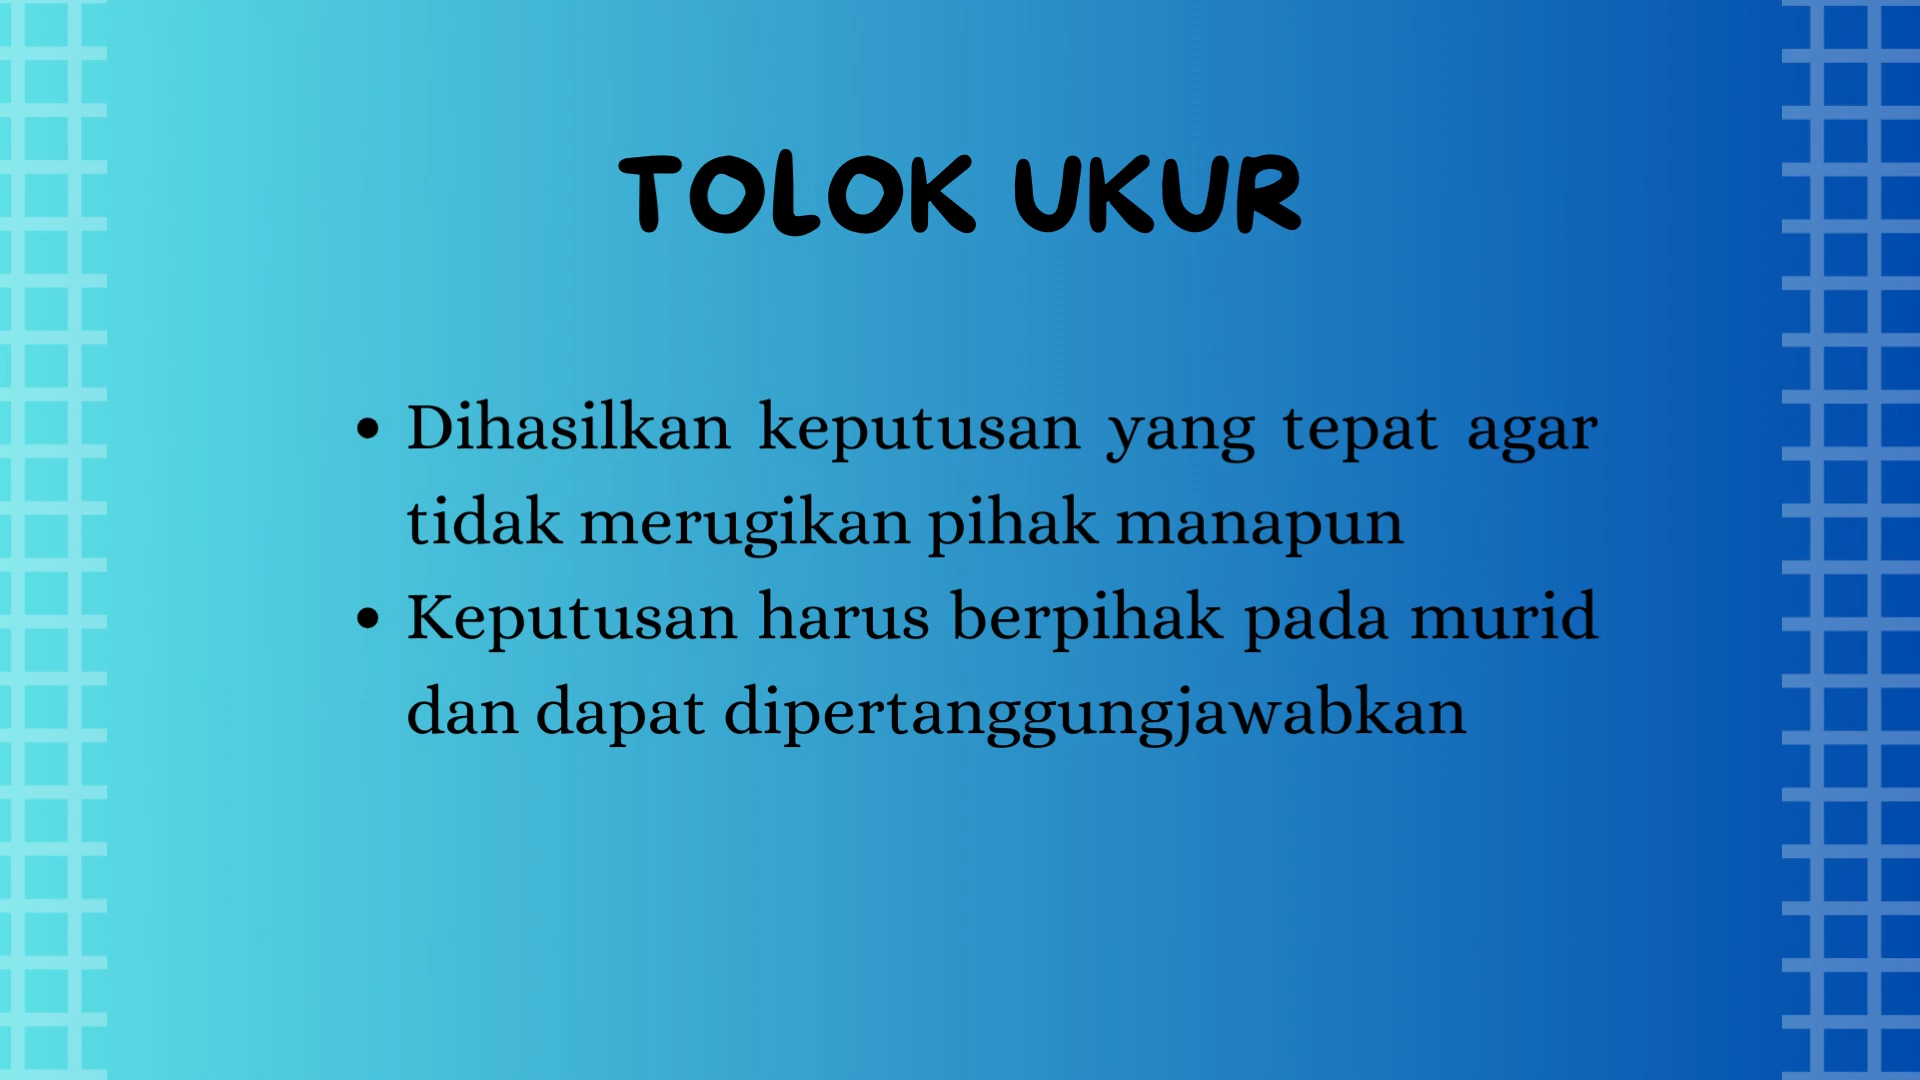 TOLOK UKUR
• Dihasilkan keputusan yang tepat agar
tidak merugikan pihak manapun
• Keputusan harus berpihak pada murid
dan dapat dipertanggungjawabkan